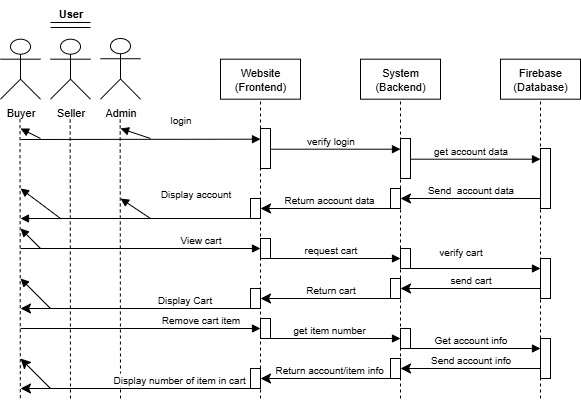 User
Website
(Frontend)
System
(Backend)
Firebase
(Database)
Buyer
Seller
Admin
login
verify login
get account data
Display account
Return account data
Send account data
View cart
request cart
verify cart
Display Cart
Return cart
send cart
Remove cart item
get item number
Get account info
Display number of item in cart
Return account/item info
Send account info